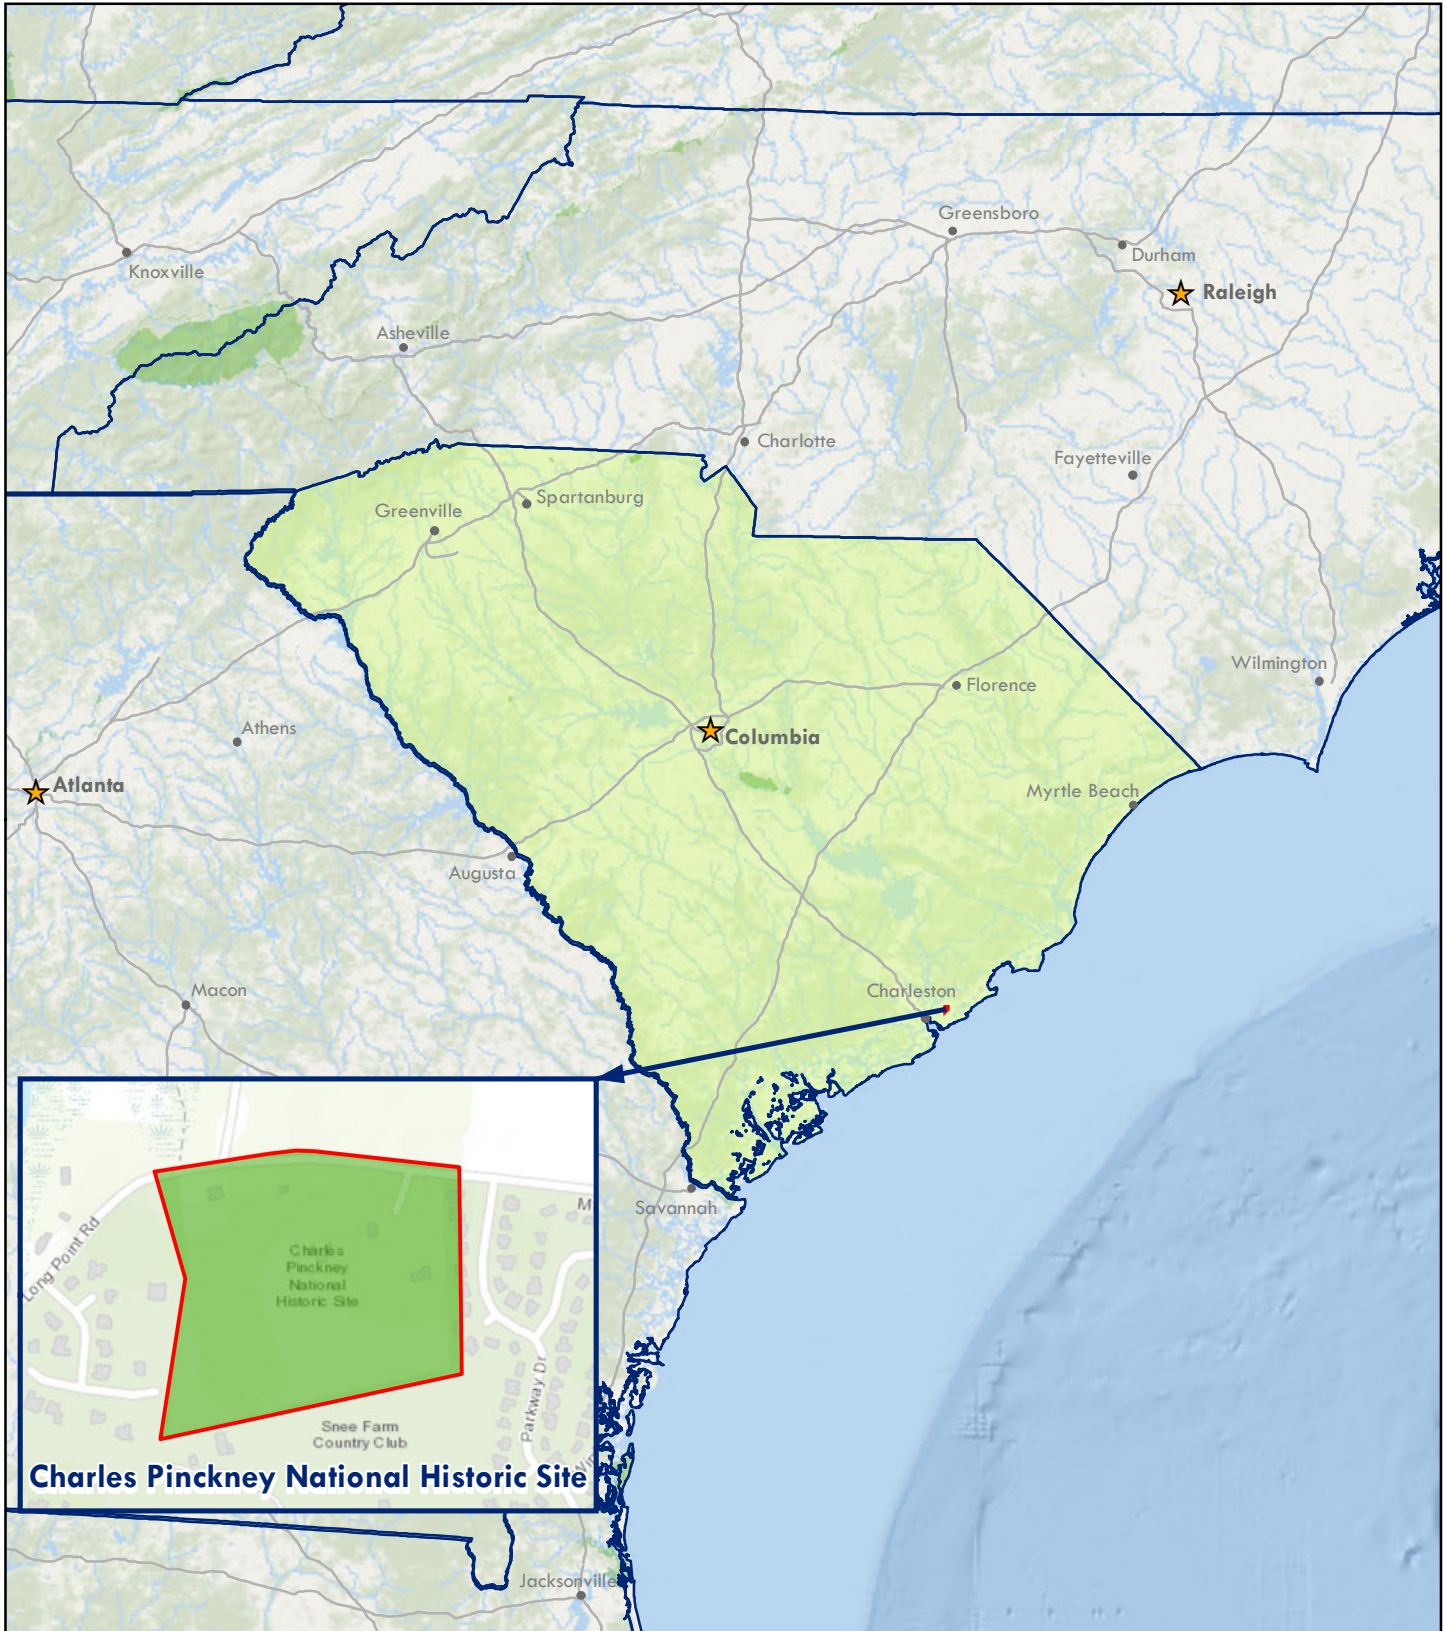 Greensboro
Durham
Knoxville
Raleigh
Asheville
Charlotte
Fayetteville
Spartanburg
Greenville
Wilmington
Florence
Athens
Columbia
Atlanta
Myrtle Beach
Augusta
Macon
Charleston
Savannah
Long Point Rd
Charles
Pinckney
National
Historic Site
Parkway Dr
Snee Farm
Country Club
Charles Pinckney National Historic Site
Jacksonville